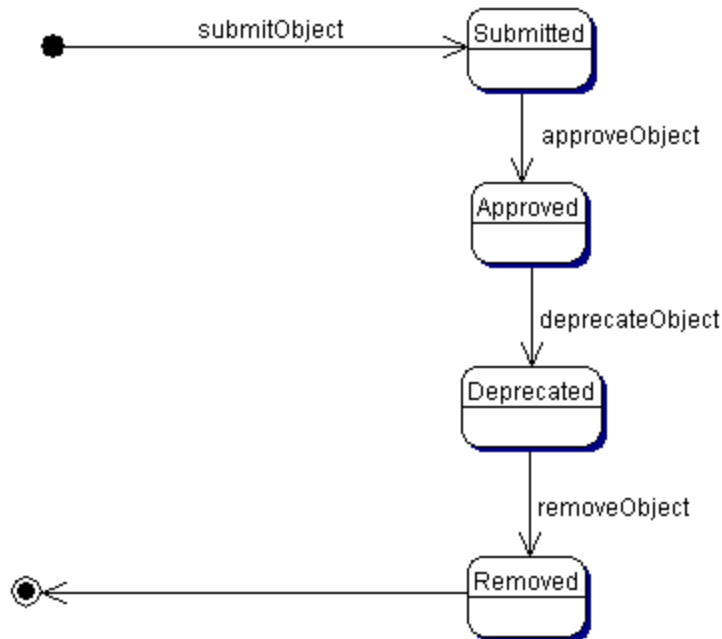 submitObject
Submitted
approveObject
Approved
deprecateObject
Deprecated
removeObject
Removed